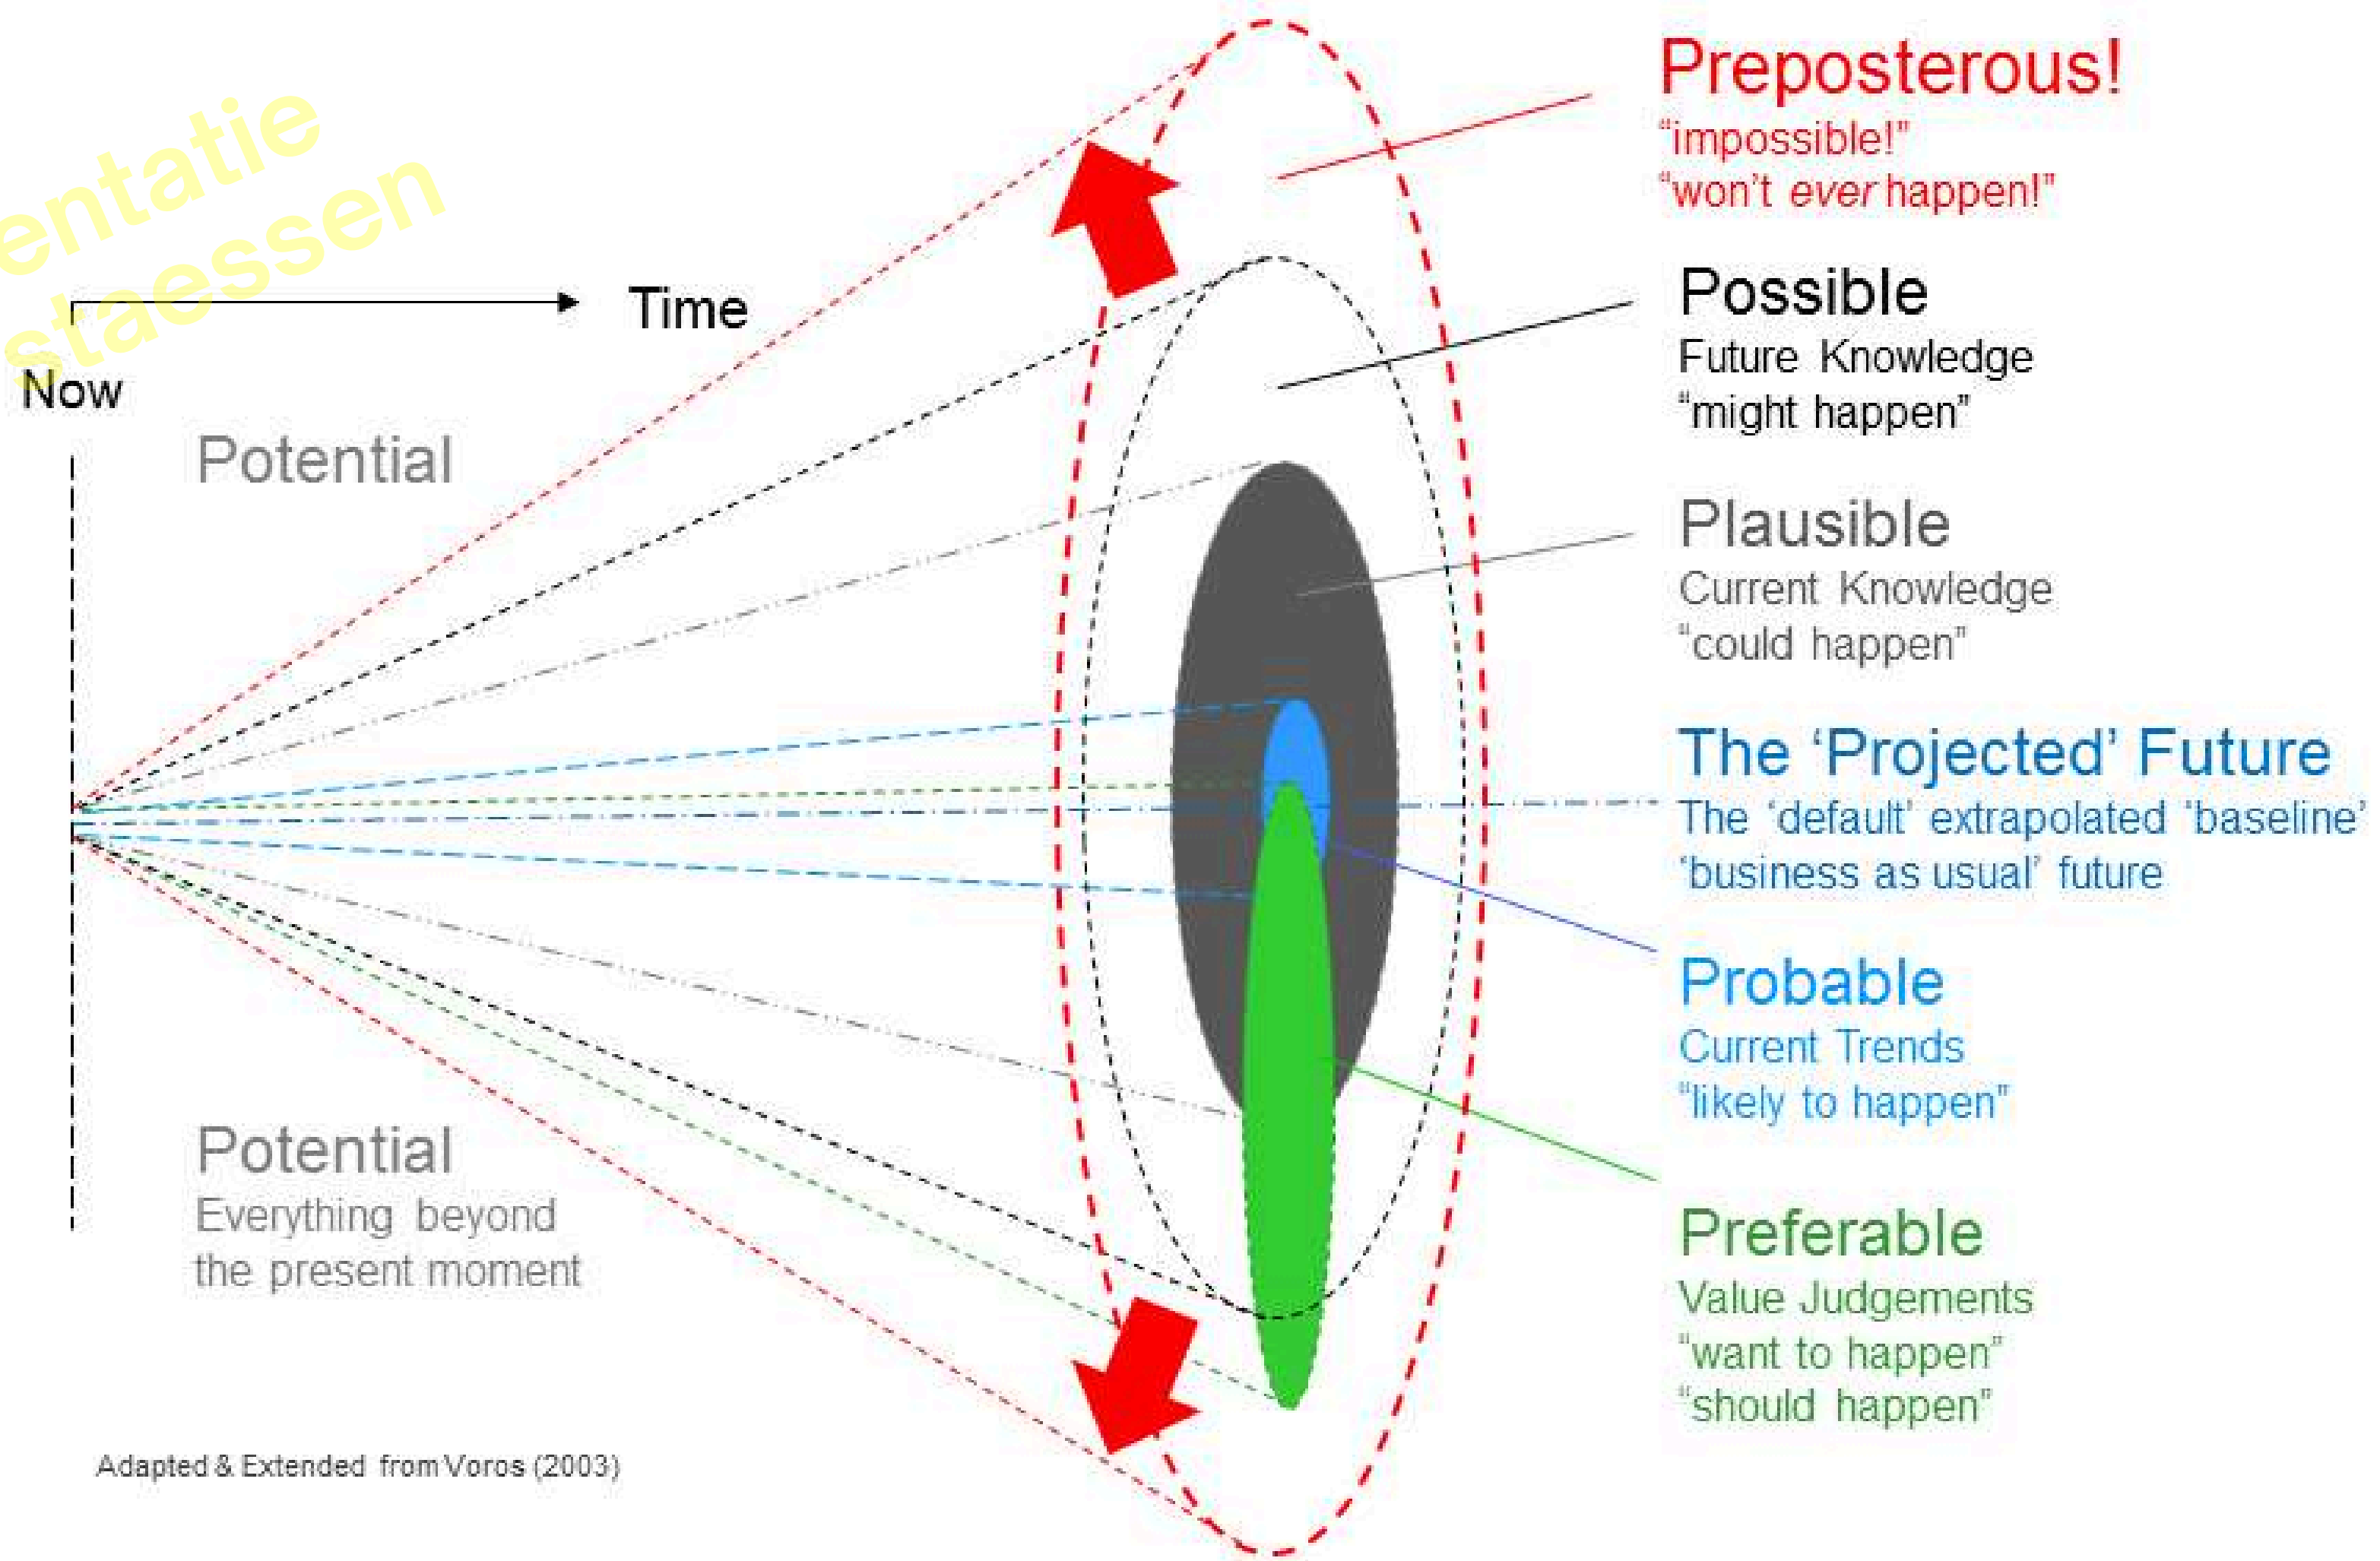 entatie
staessen
Time
Now
Potential
Potential
Everything beyond
the present moment
Adapted & Extended from Voros (2003)
Preposterous!
“impossible!”
“won’t ever happen!”
Possible
Future Knowledge
“might happen”
Plausible
Current Knowledge
“could happen”
The ‘Projected’ Future
The ‘default’ extrapolated ‘baseline’
‘business as usual’ future
Probable
Current Trends
“likely to happen”
Preferable
Value Judgements
“want to happen”
“should happen”